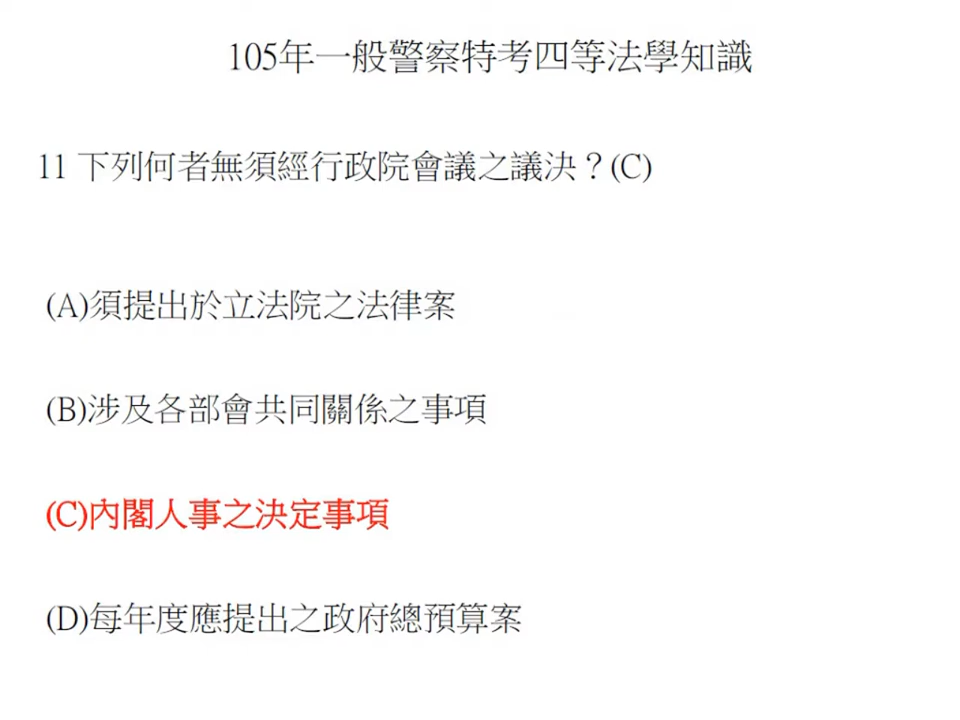 105年一般警察特考四等法學知識
11 下列何者無須經行政院會議之議決？(C)
(A)須提出於立法院之法律案
(B)涉及各部會共同關係之事項
(C)內閣人事之決定事項
(D)每年度應提出之政府總預算案